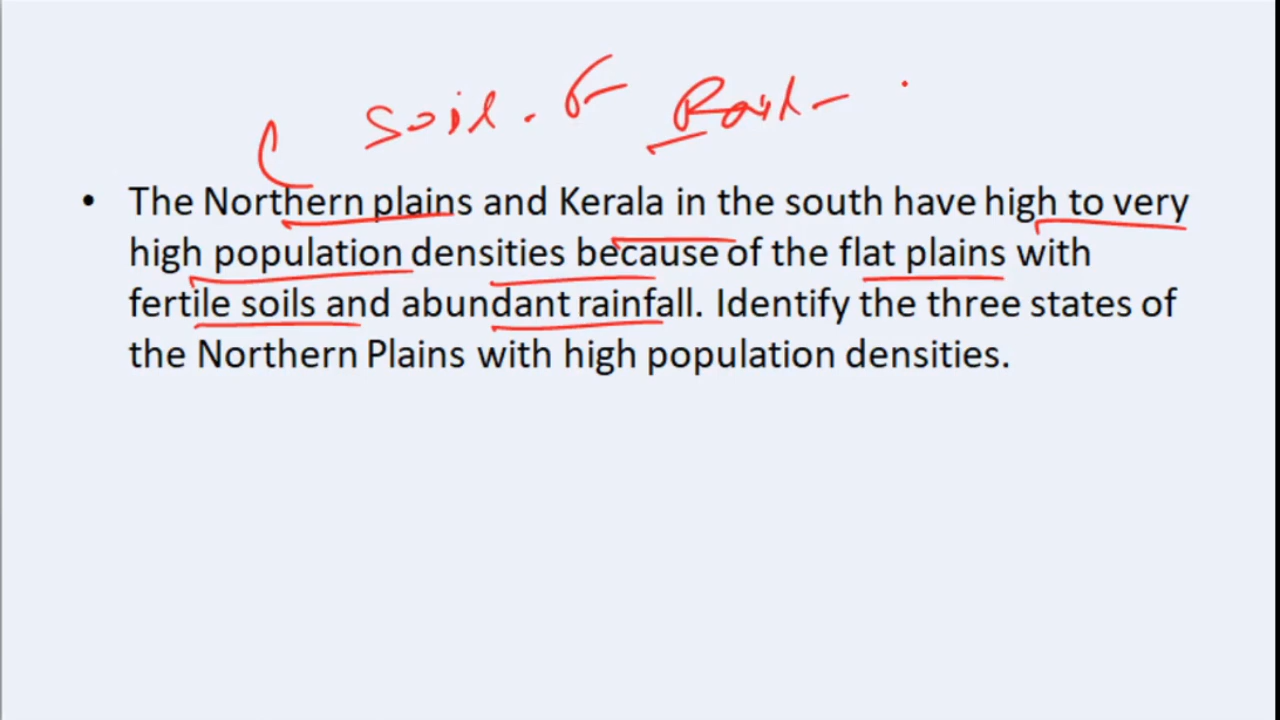 Soil.
• The Northern plains and Kerala in the south have high to very
high population densities because of the flat plains with
fertile soils and abundant rainfall. Identify the three states of
the Northern Plains with high population densities.